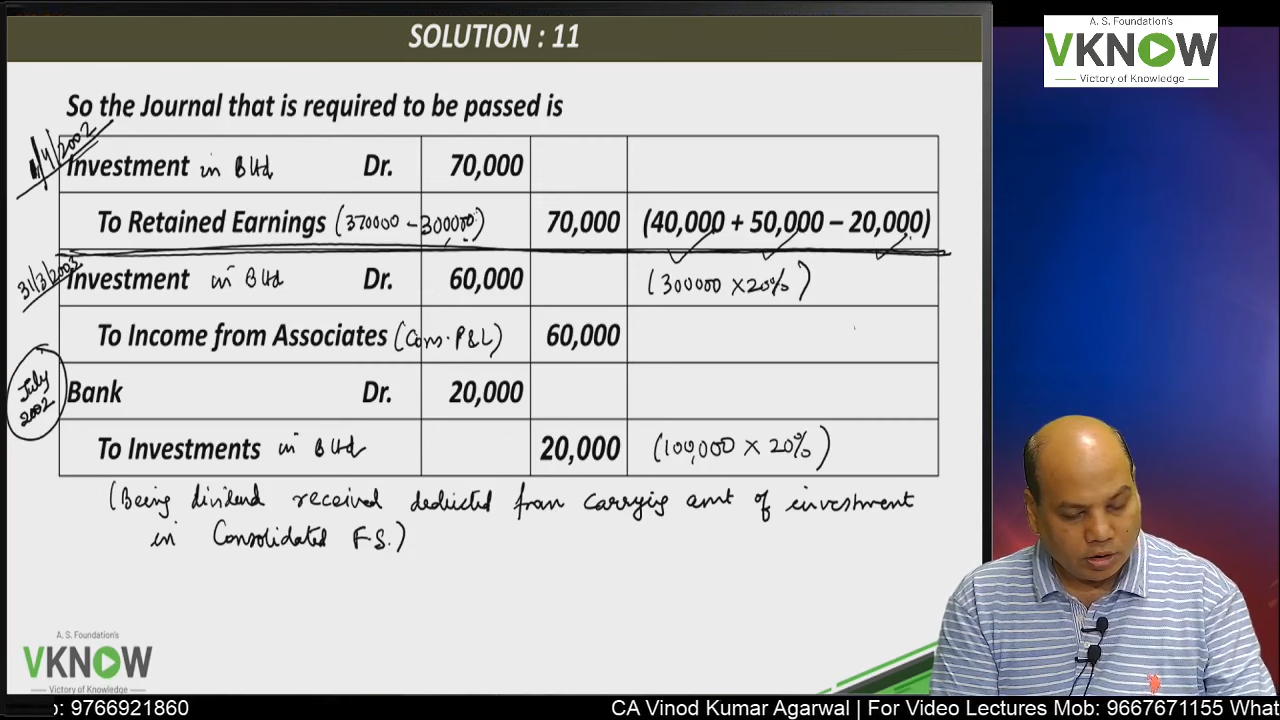 SOLUTION : 11
A. S. Foundation's
VKNOW
Victory of Knowledge
So the Journal that is required to be passed is
1/4/2002
Investment in B Ltd Dr. 70,000
To Retained Earnings (370000 - 300000) 70,000 (40,000 + 50,000 – 20,000)
31/3/2003
Investment in B Ltd Dr. 60,000 (300000 x 20%)
To Income from Associates (Cons. P&L) 60,000
July 2002
Bank Dr. 20,000
To Investments in B Ltd 20,000 (100,000 x 20%)
(Being dividend received deducted from carrying amt of investment
in Consolidated F.S.)
A. S. Foundation's
VKNOW
Victory of Knowledge
b: 9766921860 CA Vinod Kumar Agarwal | For Video Lectures Mob: 9667671155 What